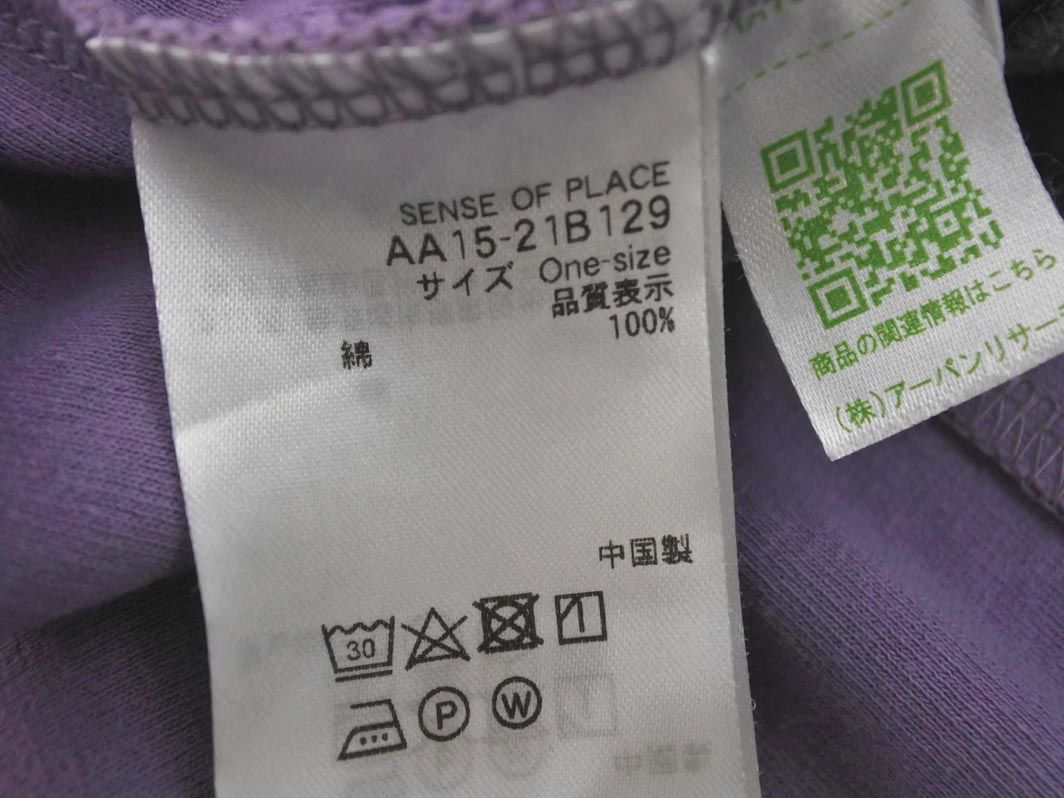 SENSE OF PLACE
AA15-21B129
サイズ One-size
品質表示
綿 100%
中国製
30
P W
商品の関連情報はこちら
(株)アーバンリサー